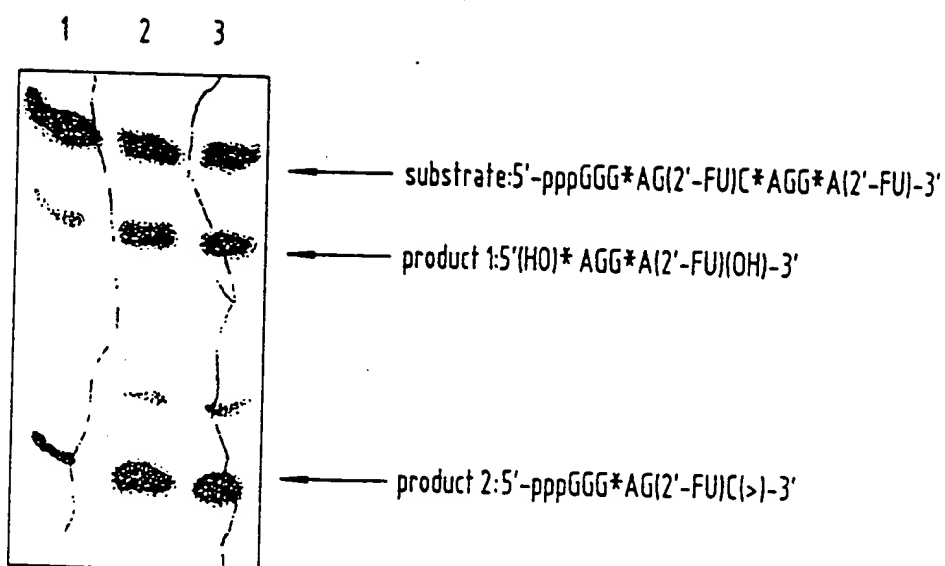 1 2 3
substrate:5'-pppGGG*AG(2'-FU)C*AGG*A(2'-FU)-3'
product 1:5'(HO)* AGG*A(2'-FU)(OH)-3'
product 2:5'-pppGGG*AG(2'-FU)C(>)-3'